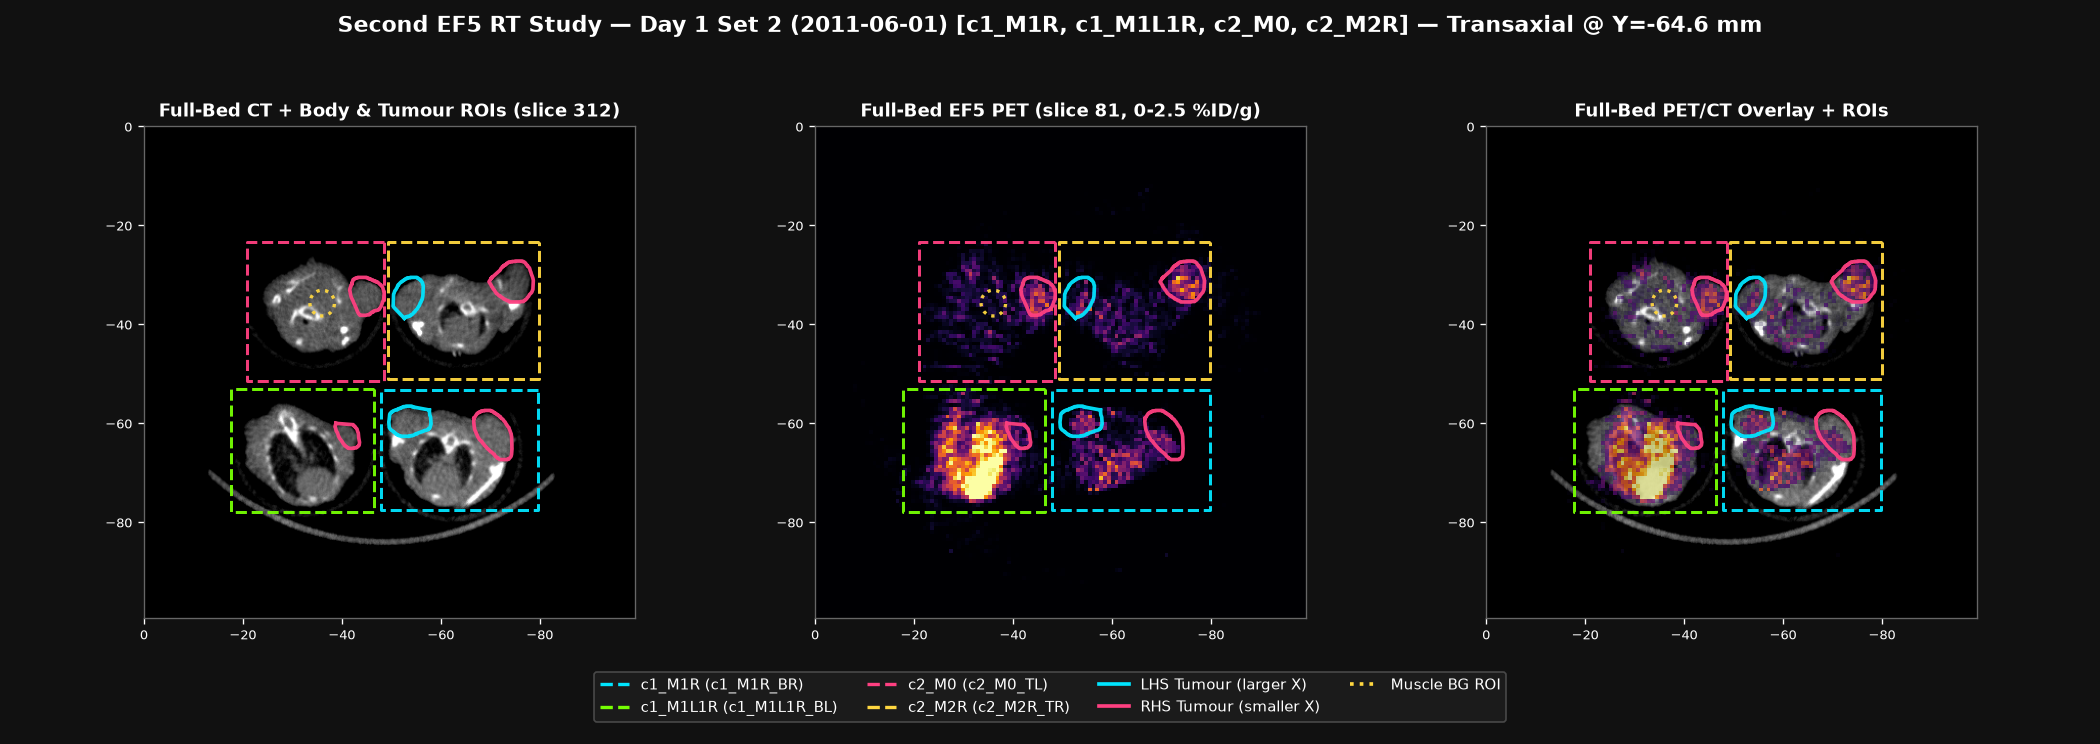 Second EF5 RT Study — Day 1 Set 2 (2011-06-01) [c1_M1R, c1_M1L1R, c2_M0, c2_M2R] — Transaxial @ Y=-64.6 mm
Full-Bed CT + Body & Tumour ROIs (slice 312)
0
−20
−40
−60
−80
0
−20
−40
−60
−80
Full-Bed EF5 PET (slice 81, 0-2.5 %ID/g)
0
−20
−40
−60
−80
0
−20
−40
−60
−80
Full-Bed PET/CT Overlay + ROIs
0
−20
−40
−60
−80
0
−20
−40
−60
−80
c1_M1R (c1_M1R_BR)
c1_M1L1R (c1_M1L1R_BL)
c2_M0 (c2_M0_TL)
c2_M2R (c2_M2R_TR)
LHS Tumour (larger X)
RHS Tumour (smaller X)
Muscle BG ROI